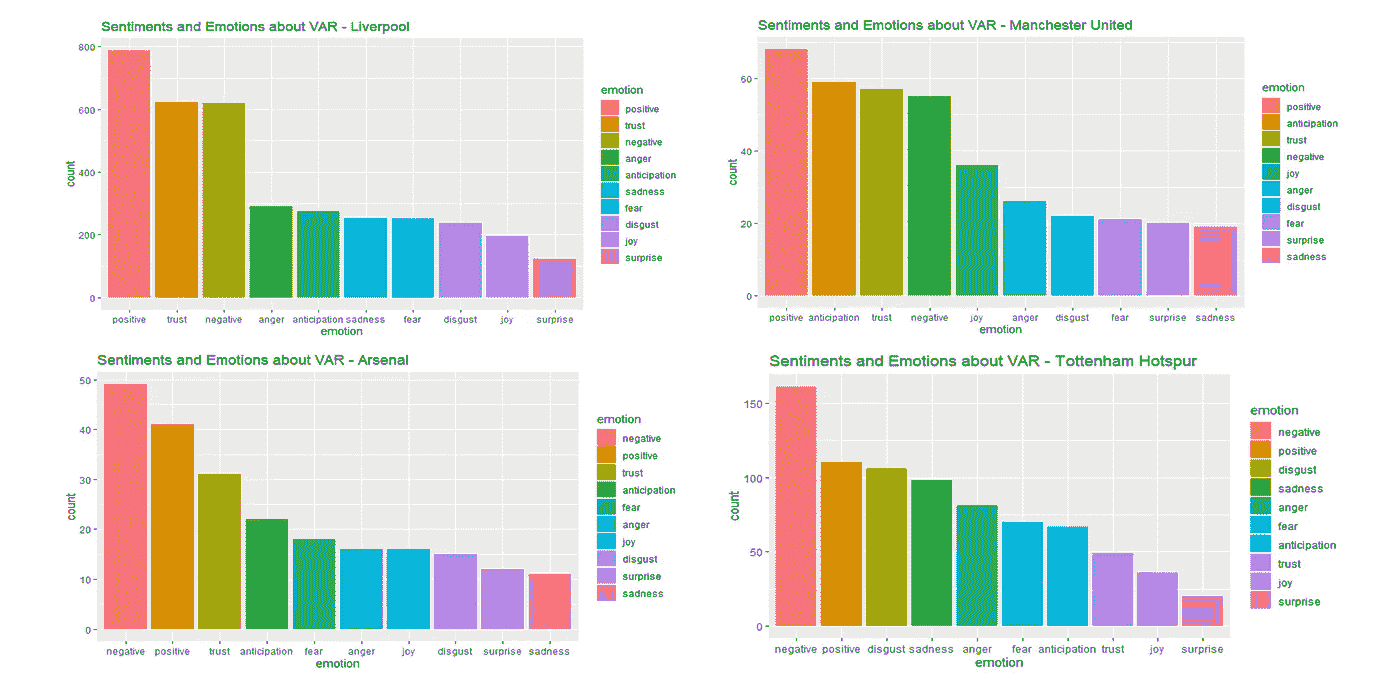 Sentiments and Emotions about VAR - Liverpool
800
600
400
200
0
count
positive trust negative anger anticipation sadness fear disgust joy surprise
emotion
emotion
positive
trust
negative
anger
anticipation
sadness
fear
disgust
joy
surprise
Sentiments and Emotions about VAR - Manchester United
60
40
20
0
count
positive anticipation trust negative joy anger disgust fear surprise sadness
emotion
emotion
positive
anticipation
trust
negative
joy
anger
disgust
fear
surprise
sadness
Sentiments and Emotions about VAR - Arsenal
50
40
30
20
10
0
count
negative positive trust anticipation fear anger joy disgust surprise sadness
emotion
emotion
negative
positive
trust
anticipation
fear
anger
joy
disgust
surprise
sadness
Sentiments and Emotions about VAR - Tottenham Hotspur
150
100
50
0
count
negative positive disgust sadness anger fear anticipation trust joy surprise
emotion
emotion
negative
positive
disgust
sadness
anger
fear
anticipation
trust
joy
surprise